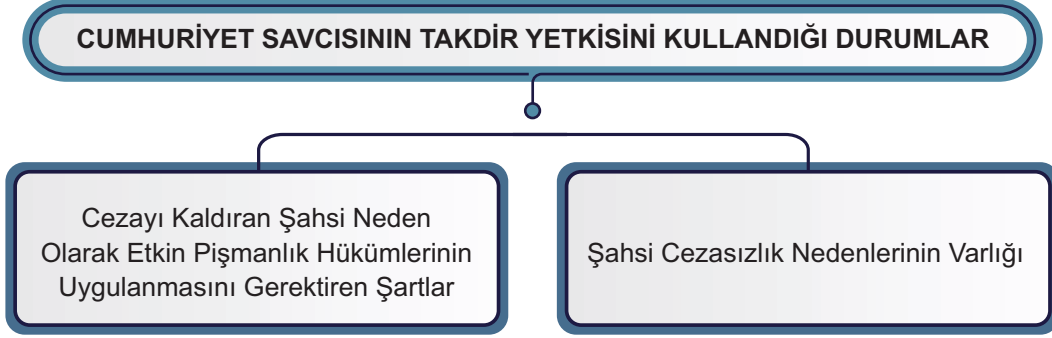 CUMHURİYET SAVCISININ TAKDİR YETKİSİNİ KULLANDIĞI DURUMLAR
Cezayı Kaldıran Şahsi Neden
Olarak Etkin Pişmanlık Hükümlerinin
Uygulanmasını Gerektiren Şartlar
Şahsi Cezasızlık Nedenlerinin Varlığı